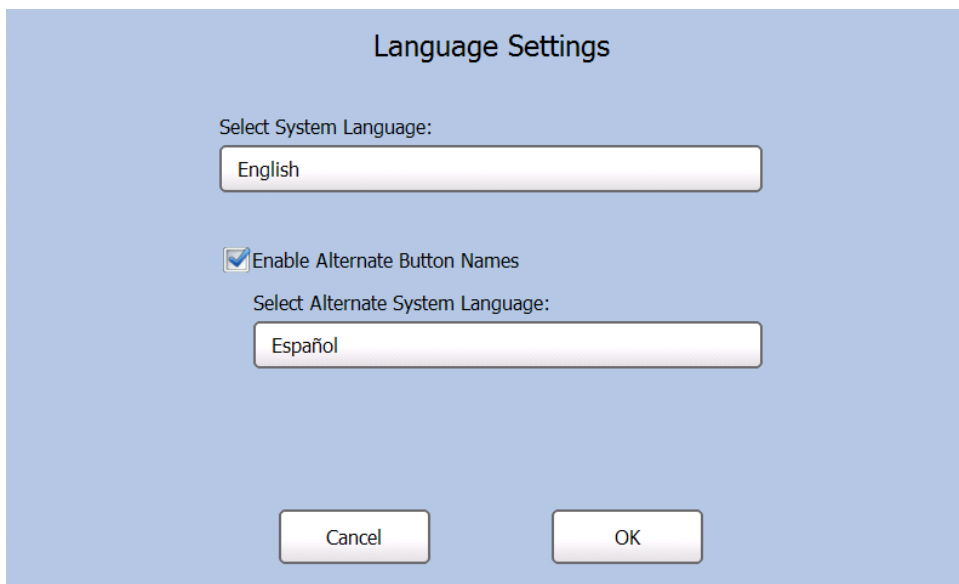 Language Settings
Select System Language:
English
Enable Alternate Button Names
Select Alternate System Language:
Español
Cancel
OK